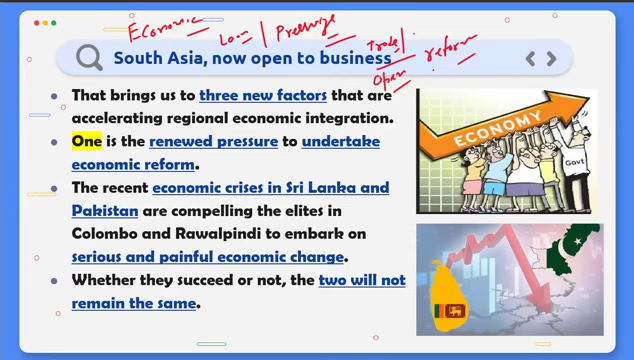 Economic
Loan | Pressure
Trade | reform
open
South Asia, now open to business
That brings us to three new factors that are
accelerating regional economic integration.
One is the renewed pressure to undertake
economic reform.
The recent economic crises in Sri Lanka and
Pakistan are compelling the elites in
Colombo and Rawalpindi to embark on
serious and painful economic change.
Whether they succeed or not, the two will not
remain the same.
ECONOMY
Govt